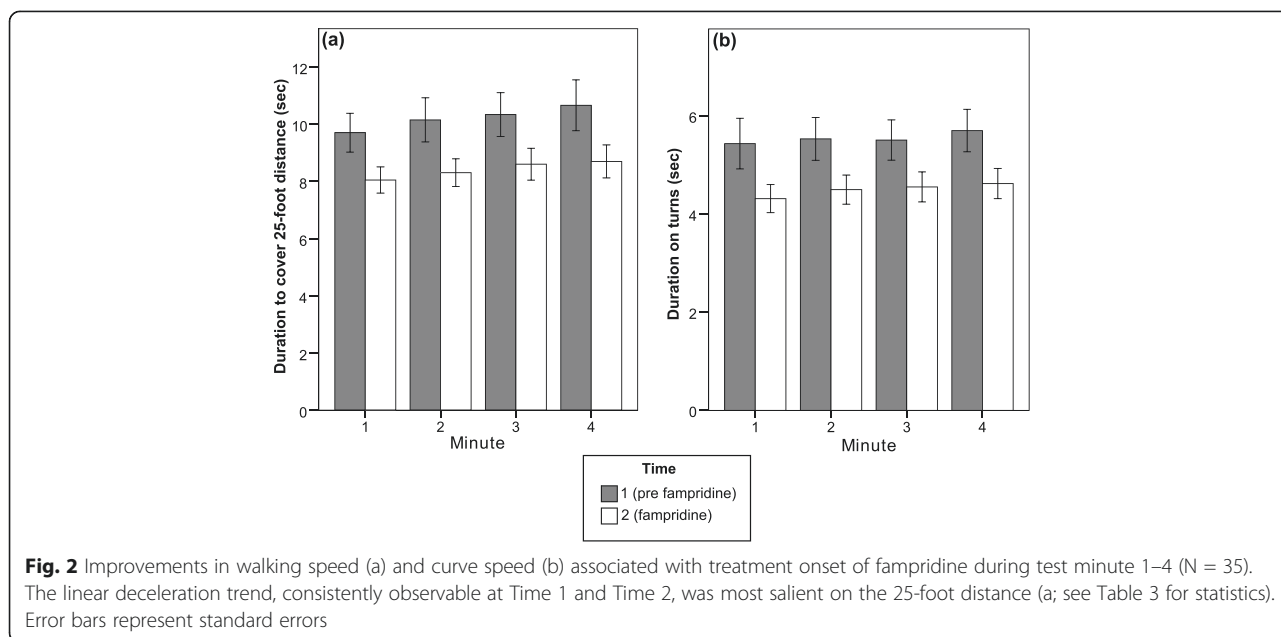 (a)
Duration to cover 25-foot distance (sec)
12
10
8
6
4
2
0
1 2 3 4
Minute
(b)
Duration on turns (sec)
6
4
2
0
1 2 3 4
Minute
Time
1 (pre fampridine)
2 (fampridine)
Fig. 2 Improvements in walking speed (a) and curve speed (b) associated with treatment onset of fampridine during test minute 1–4 (N = 35).
The linear deceleration trend, consistently observable at Time 1 and Time 2, was most salient on the 25-foot distance (a; see Table 3 for statistics).
Error bars represent standard errors